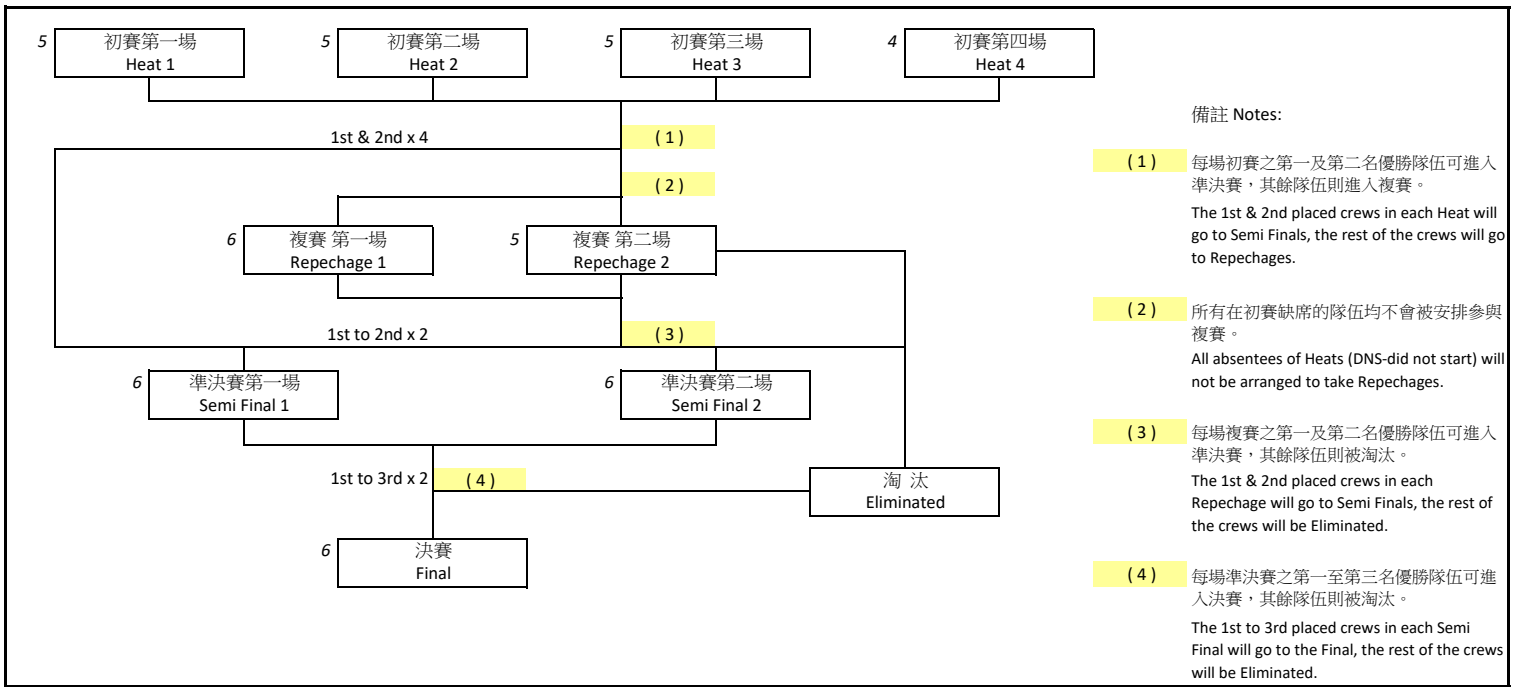 5
初賽第一場
Heat 1
5
初賽第二場
Heat 2
5
初賽第三場
Heat 3
4
初賽第四場
Heat 4
1st & 2nd x 4
( 1 )
( 2 )
6
複賽 第一場
Repechage 1
5
複賽 第二場
Repechage 2
1st to 2nd x 2
( 3 )
6
準決賽第一場
Semi Final 1
6
準決賽第二場
Semi Final 2
1st to 3rd x 2
( 4 )
淘 汰
Eliminated
6
決賽
Final
備註 Notes:
( 1 )
每場初賽之第一及第二名優勝隊伍可進入
準決賽，其餘隊伍則進入複賽。
The 1st & 2nd placed crews in each Heat will
go to Semi Finals, the rest of the crews will go
to Repechages.
( 2 )
所有在初賽缺席的隊伍均不會被安排參與
複賽。
All absentees of Heats (DNS-did not start) will
not be arranged to take Repechages.
( 3 )
每場複賽之第一及第二名優勝隊伍可進入
準決賽，其餘隊伍則被淘汰。
The 1st & 2nd placed crews in each
Repechage will go to Semi Finals, the rest of
the crews will be Eliminated.
( 4 )
每場準決賽之第一至第三名優勝隊伍可進
入決賽，其餘隊伍則被淘汰。
The 1st to 3rd placed crews in each Semi
Final will go to the Final, the rest of the crews
will be Eliminated.